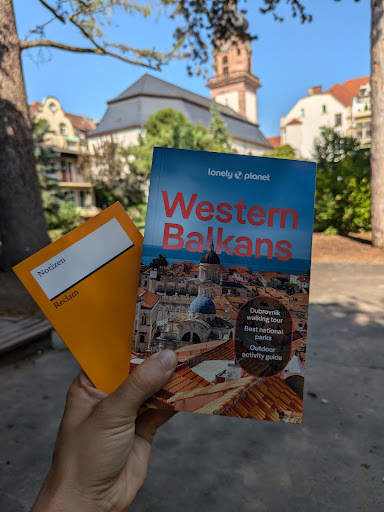 Notizen
Reclam
lonely planet
Western
Balkans
Dubrovnik
walking tour
Best national
parks
Outdoor
activity guide